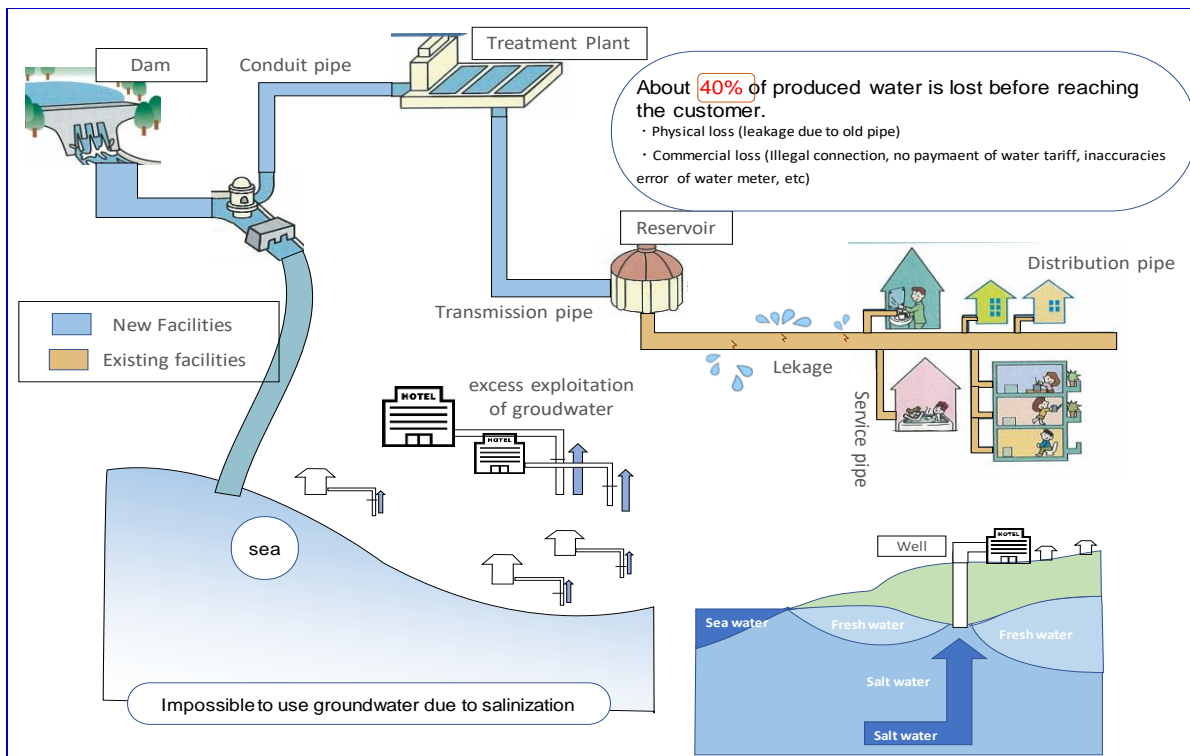 Dam
Conduit pipe
Treatment Plant
About 40% of produced water is lost before reaching
the customer.
・Physical loss (leakage due to old pipe)
・Commercial loss (Illegal connection, no paymaent of water tariff, inaccuracies
error of water meter, etc)
Reservoir
Distribution pipe
Transmission pipe
New Facilities
Existing facilities
Lekage
Service pipe
excess exploitation
of groudwater
HOTEL
HOTEL
sea
Well
HOTEL
Sea water
Fresh water
Fresh water
Salt water
Salt water
Impossible to use groundwater due to salinization